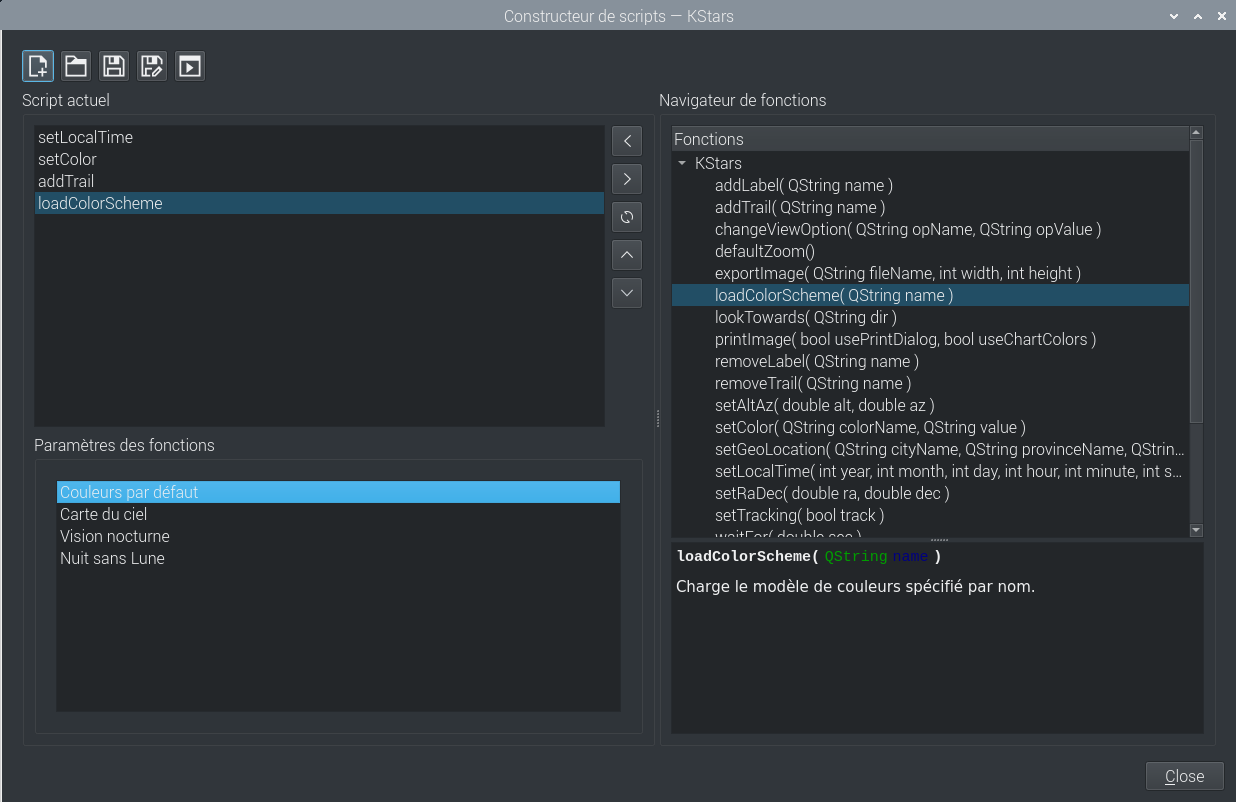 Constructeur de scripts — KStars
Script actuel
setLocalTime
setColor
addTrail
loadColorScheme
Paramètres des fonctions
Couleurs par défaut
Carte du ciel
Vision nocturne
Nuit sans Lune
Navigateur de fonctions
Fonctions
KStars
addLabel( QString name )
addTrail( QString name )
changeViewOption( QString opName, QString opValue )
defaultZoom()
exportImage( QString fileName, int width, int height )
loadColorScheme( QString name )
lookTowards( QString dir )
printImage( bool usePrintDialog, bool useChartColors )
removeLabel( QString name )
removeTrail( QString name )
setAltAz( double alt, double az )
setColor( QString colorName, QString value )
setGeoLocation( QString cityName, QString provinceName, QStrin...
setLocalTime( int year, int month, int day, int hour, int minute, int s...
setRaDec( double ra, double dec )
setTracking( bool track )
waitFor( double sec )
loadColorScheme( QString name )
Charge le modèle de couleurs spécifié par nom.
Close